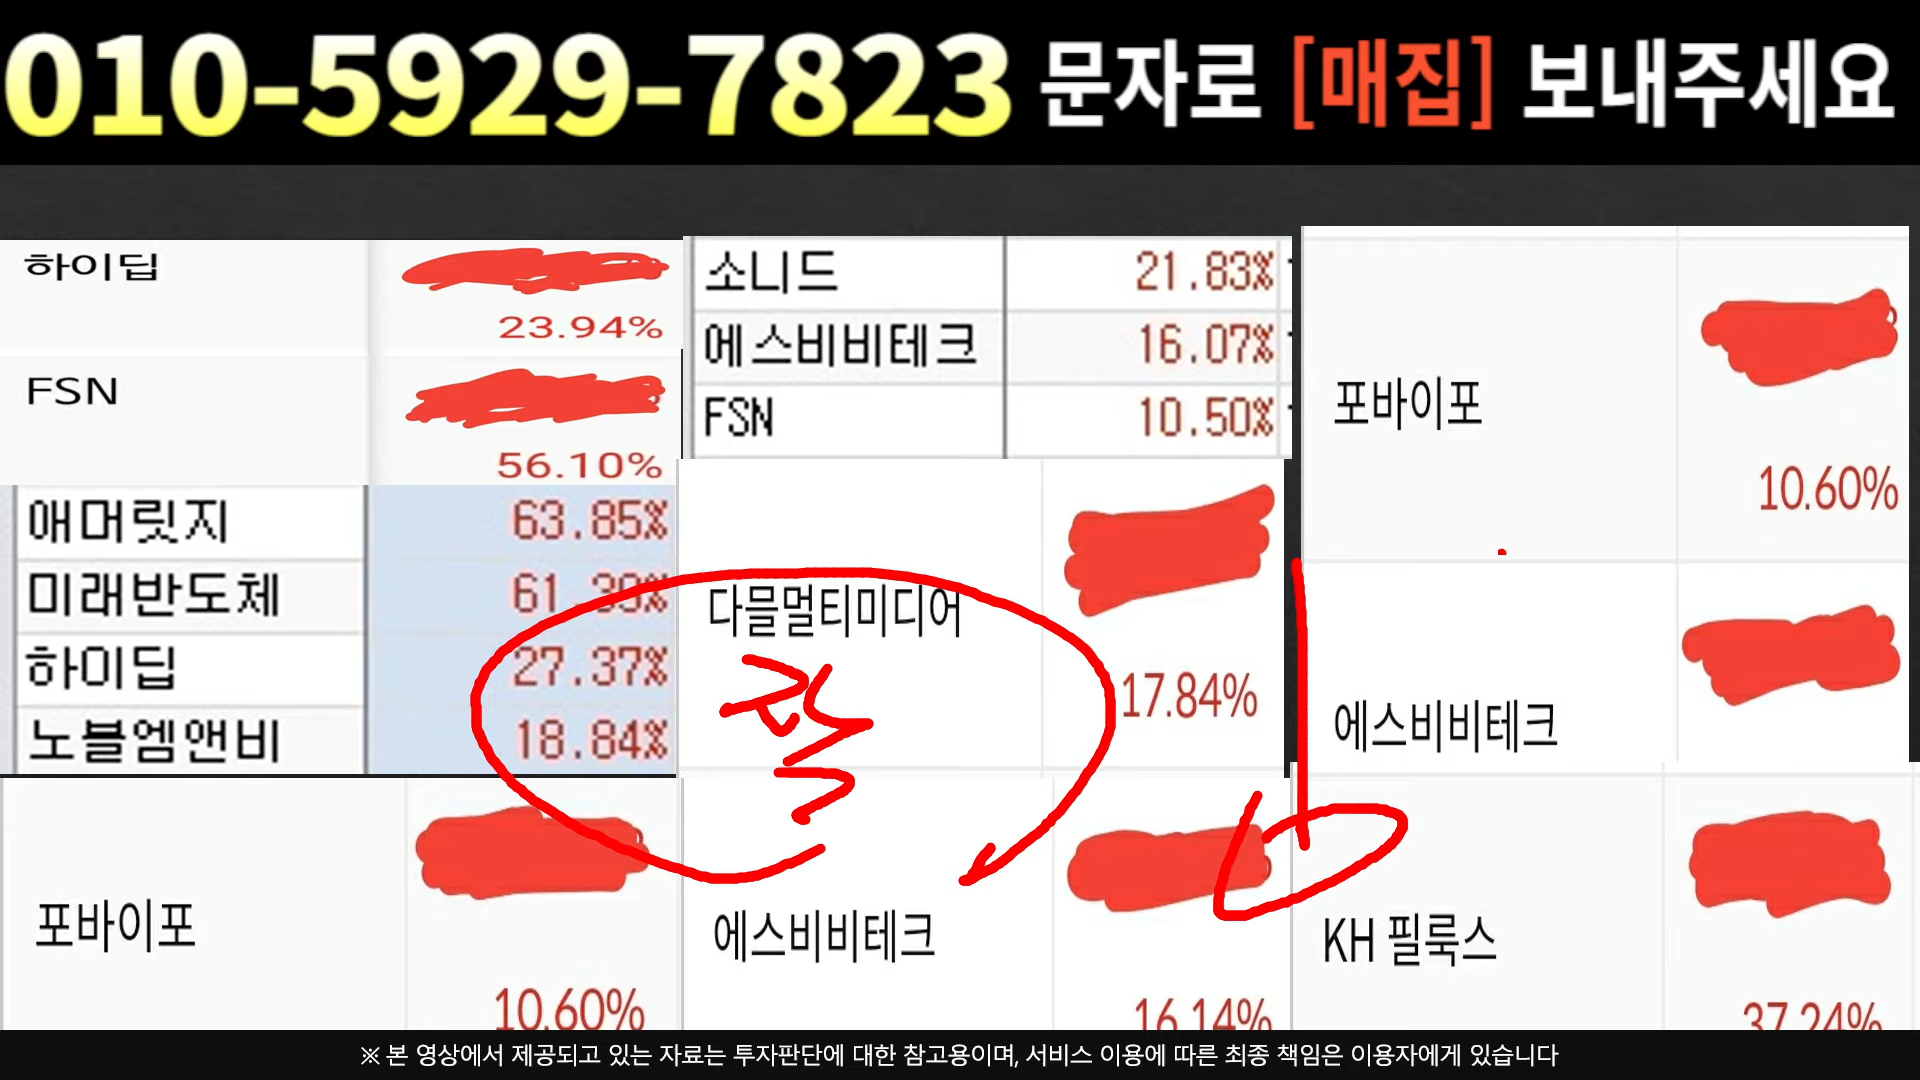 010-5929-7823 문자로 [매집] 보내주세요
하이딥
23.94%
FSN
56.10%
애머릿지 63.85%
미래반도체 61.39%
하이딥 27.37%
노블엠앤비 18.84%
포바이포
10.60%
소니드 21.83%
에스비비테크 16.07%
FSN 10.50%
다믈멀티미디어
17.84%
에스비비테크
16.14%
포바이포
10.60%
에스비비테크
KH 필룩스
37.24%
※ 본 영상에서 제공되고 있는 자료는 투자판단에 대한 참고용이며, 서비스 이용에 따른 최종 책임은 이용자에게 있습니다